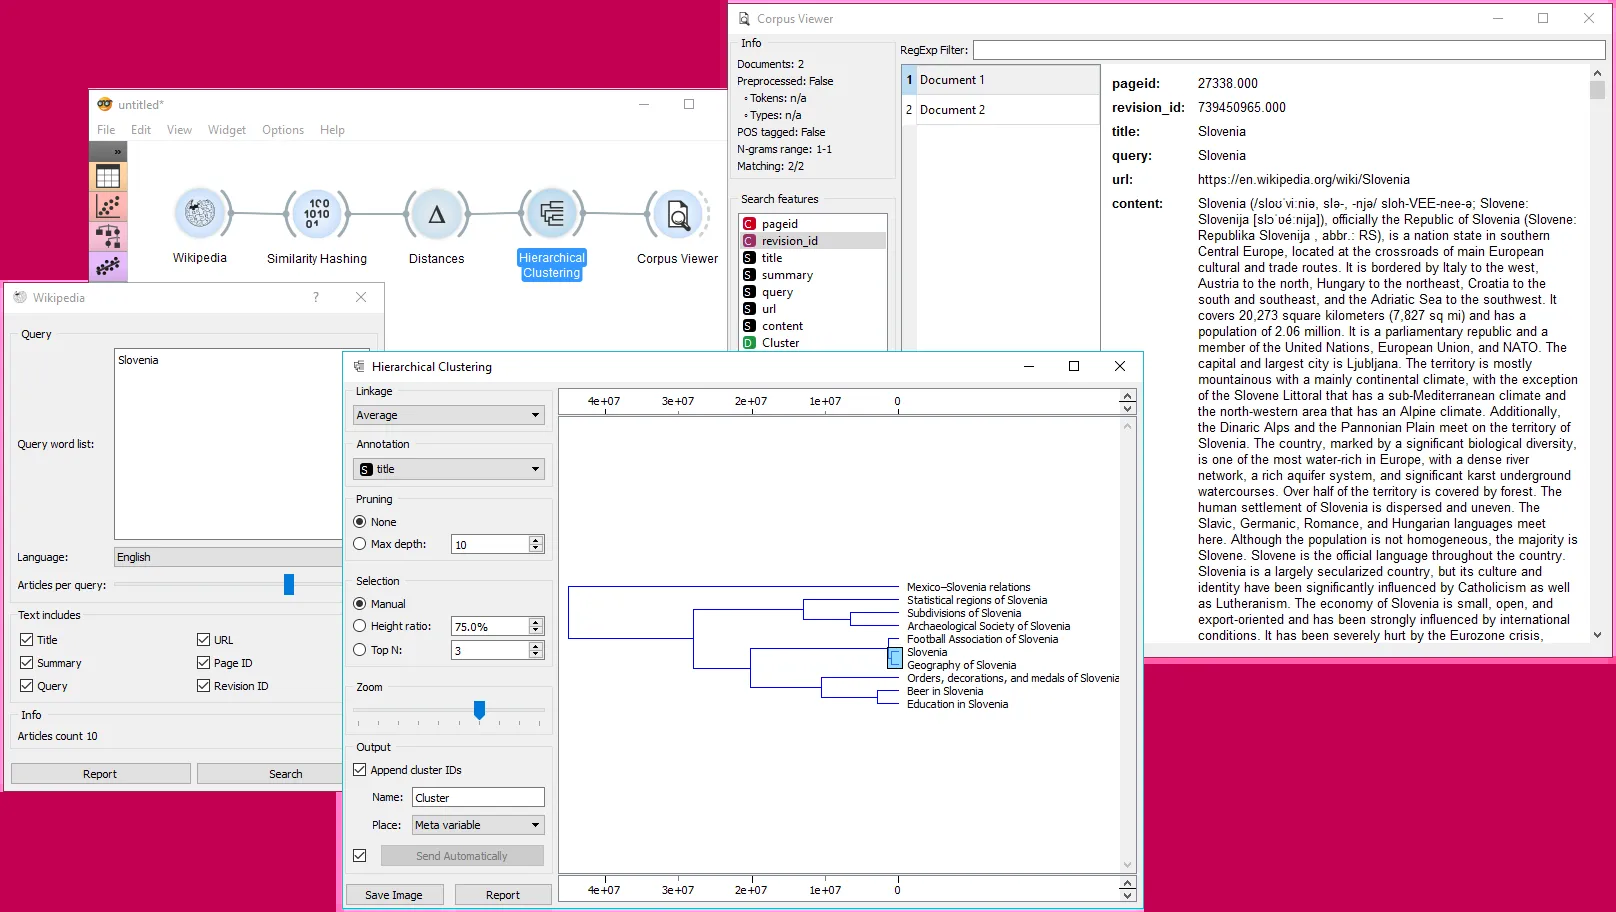 untitled*
File Edit View Widget Options Help
»
Wikipedia
Similarity Hashing
Distances
Hierarchical
Clustering
Corpus Viewer
Corpus Viewer
Info
Documents: 2
Preprocessed: False
◦ Tokens: n/a
◦ Types: n/a
POS tagged: False
N-grams range: 1-1
Matching: 2/2
Search features
C pageid
C revision_id
S title
S summary
S query
S url
S content
D Cluster
RegExp Filter:
1 Document 1
2 Document 2
pageid: 27338.000
revision_id: 739450965.000
title: Slovenia
query: Slovenia
url: https://en.wikipedia.org/wiki/Slovenia
content: Slovenia (/sloʊˈviːniə, slə-, -njə/ sloh-VEE-nee-ə; Slovene:
Slovenija [slɔˈʋéːnija]), officially the Republic of Slovenia (Slovene:
Republika Slovenija , abbr.: RS), is a nation state in southern
Central Europe, located at the crossroads of main European
cultural and trade routes. It is bordered by Italy to the west,
Austria to the north, Hungary to the northeast, Croatia to the
south and southeast, and the Adriatic Sea to the southwest. It
covers 20,273 square kilometers (7,827 sq mi) and has a
population of 2.06 million. It is a parliamentary republic and a
member of the United Nations, European Union, and NATO. The
capital and largest city is Ljubljana. The territory is mostly
mountainous with a mainly continental climate, with the exception
of the Slovene Littoral that has a sub-Mediterranean climate and
the north-western area that has an Alpine climate. Additionally,
the Dinaric Alps and the Pannonian Plain meet on the territory of
Slovenia. The country, marked by a significant biological diversity,
is one of the most water-rich in Europe, with a dense river
network, a rich aquifer system, and significant karst underground
watercourses. Over half of the territory is covered by forest. The
human settlement of Slovenia is dispersed and uneven. The
Slavic, Germanic, Romance, and Hungarian languages meet
here. Although the population is not homogeneous, the majority is
Slovene. Slovene is the official language throughout the country.
Slovenia is a largely secularized country, but its culture and
identity have been significantly influenced by Catholicism as well
as Lutheranism. The economy of Slovenia is small, open, and
export-oriented and has been strongly influenced by international
conditions. It has been severely hurt by the Eurozone crisis,
Wikipedia ?
Query
Query word list:
Slovenia
Language: English
Articles per query:
Text includes
Title URL
Summary Page ID
Query Revision ID
Info
Articles count 10
Report Search
Hierarchical Clustering
Linkage
Average
Annotation
S title
Pruning
None
Max depth: 10
Selection
Manual
Height ratio: 75.0%
Top N: 3
Zoom
Output
Append cluster IDs
Name: Cluster
Place: Meta variable
Send Automatically
Save Image Report
4e+07 3e+07 2e+07 1e+07 0
Mexico–Slovenia relations
Statistical regions of Slovenia
Subdivisions of Slovenia
Archaeological Society of Slovenia
Football Association of Slovenia
Slovenia
Geography of Slovenia
Orders, decorations, and medals of Slovenia
Beer in Slovenia
Education in Slovenia
4e+07 3e+07 2e+07 1e+07 0